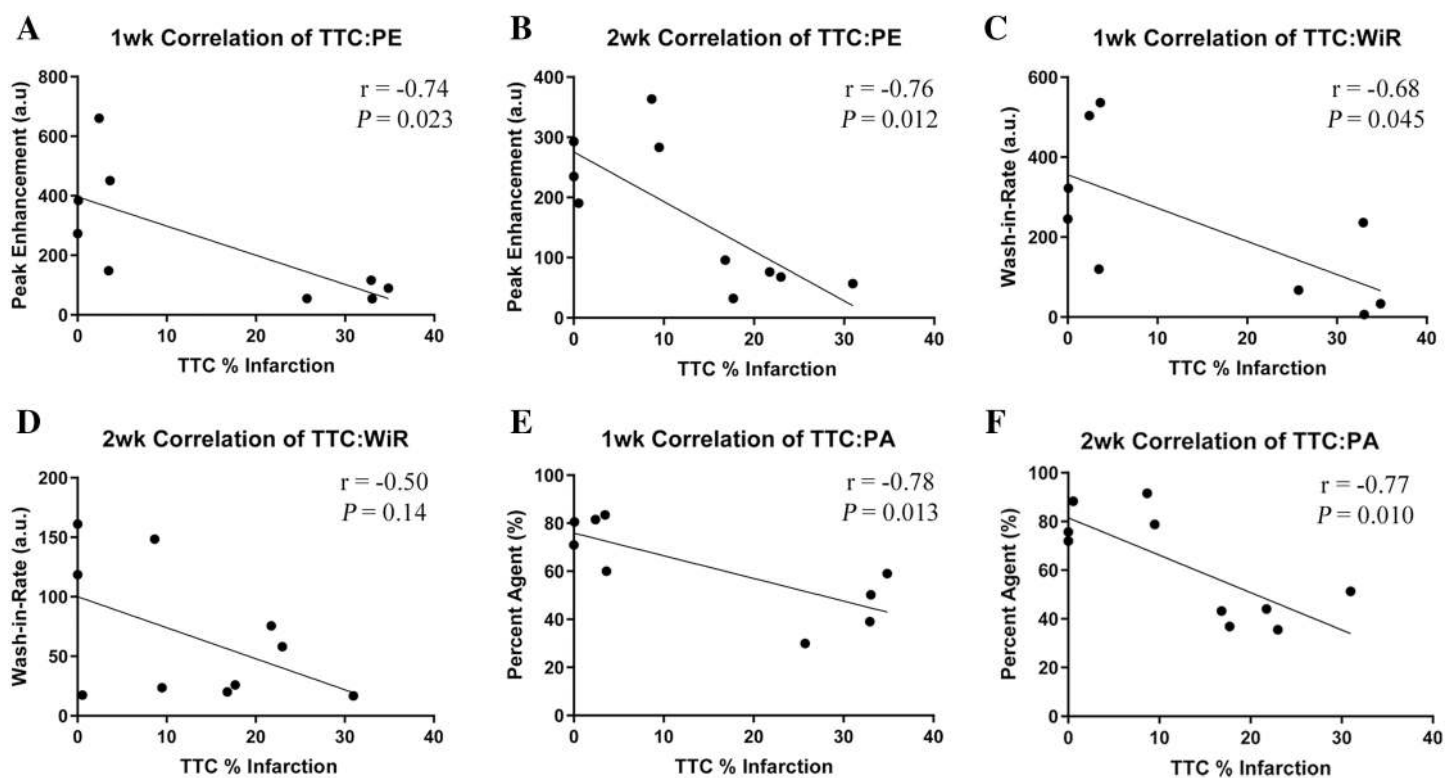 A
1wk Correlation of TTC:PE
r = -0.74
P = 0.023
Peak Enhancement (a.u)
800
600
400
200
0
0 10 20 30 40
TTC % Infarction
B
2wk Correlation of TTC:PE
r = -0.76
P = 0.012
Peak Enhancement (a.u)
400
300
200
100
0
0 10 20 30 40
TTC % Infarction
C
1wk Correlation of TTC:WiR
r = -0.68
P = 0.045
Wash-in-Rate (a.u.)
600
400
200
0
0 10 20 30 40
TTC % Infarction
D
2wk Correlation of TTC:WiR
r = -0.50
P = 0.14
Wash-in-Rate (a.u.)
200
150
100
50
0
0 10 20 30 40
TTC % Infarction
E
1wk Correlation of TTC:PA
r = -0.78
P = 0.013
Percent Agent (%)
100
80
60
40
20
0
0 10 20 30 40
TTC % Infarction
F
2wk Correlation of TTC:PA
r = -0.77
P = 0.010
Percent Agent (%)
100
80
60
40
20
0
0 10 20 30 40
TTC % Infarction